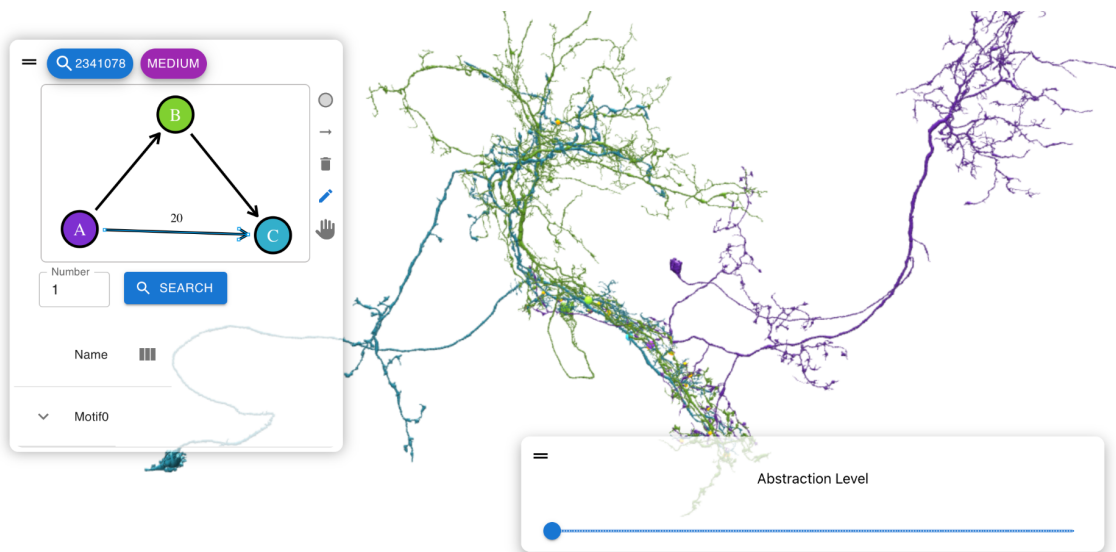 2341078
MEDIUM
B
20
A
C
Number
1
SEARCH
Name
Motif0
Abstraction Level